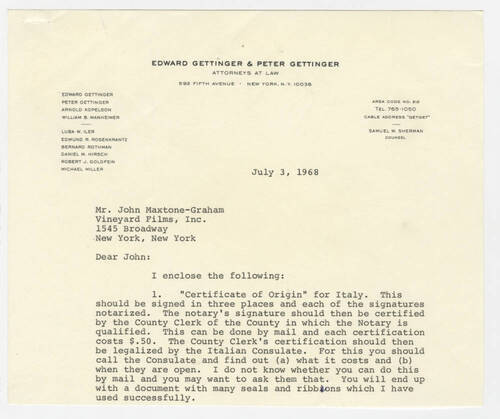 EDWARD GETTINGER & PETER GETTINGER
ATTORNEYS AT LAW
592 FIFTH AVENUE · NEW YORK, N.Y. 10036
EDWARD GETTINGER
PETER GETTINGER
ARNOLD KOPELSON
WILLIAM B. MANHEIMER
LUBA W. ILER
EDMUND R. ROSENKRANTZ
BERNARD ROTHMAN
DANIEL M. HIRSCH
ROBERT J. GOLDFEIN
MICHAEL MILLER
AREA CODE NO. 212
TEL. 765-1050
CABLE ADDRESS "GETGET"
SAMUEL W. SHERMAN
COUNSEL
July 3, 1968
Mr. John Maxtone-Graham
Vineyard Films, Inc.
1545 Broadway
New York, New York
Dear John:
I enclose the following:
1. "Certificate of Origin" for Italy. This
should be signed in three places and each of the signatures
notarized. The notary's signature should then be certified
by the County Clerk of the County in which the Notary is
qualified. This can be done by mail and each certification
costs $.50. The County Clerk's certification should then
be legalized by the Italian Consulate. For this you should
call the Consulate and find out (a) what it costs and (b)
when they are open. I do not know whether you can do this
by mail and you may want to ask them that. You will end up
with a document with many seals and ribbons which I have
used successfully.